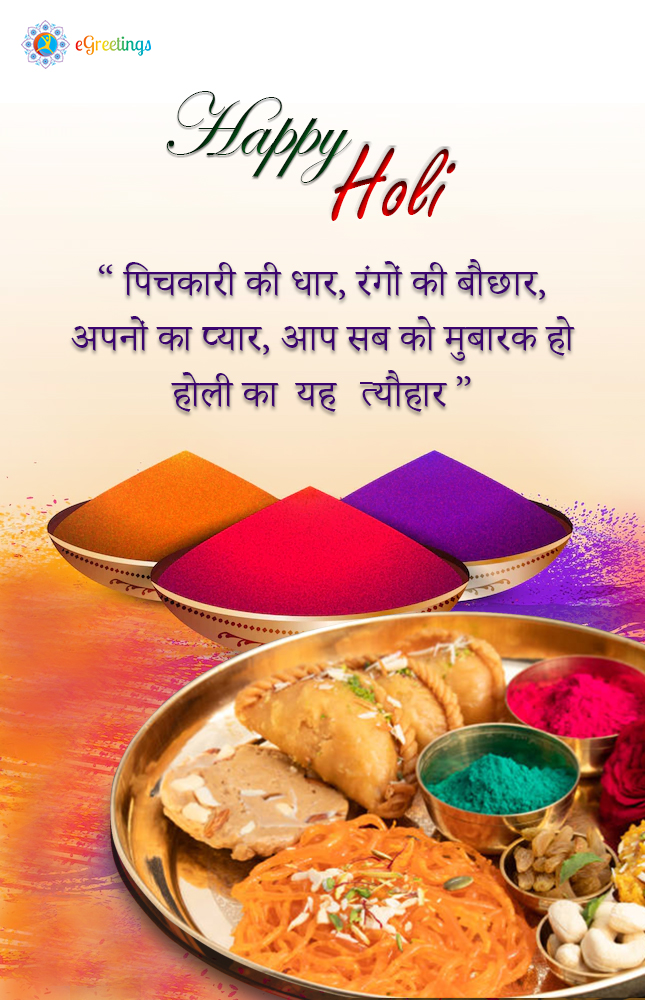 eGreetings
Happy
Holi
“ पिचकारी की धार, रंगों की बौछार,
अपनों का प्यार, आप सब को मुबारक हो
होली का यह त्यौहार ”